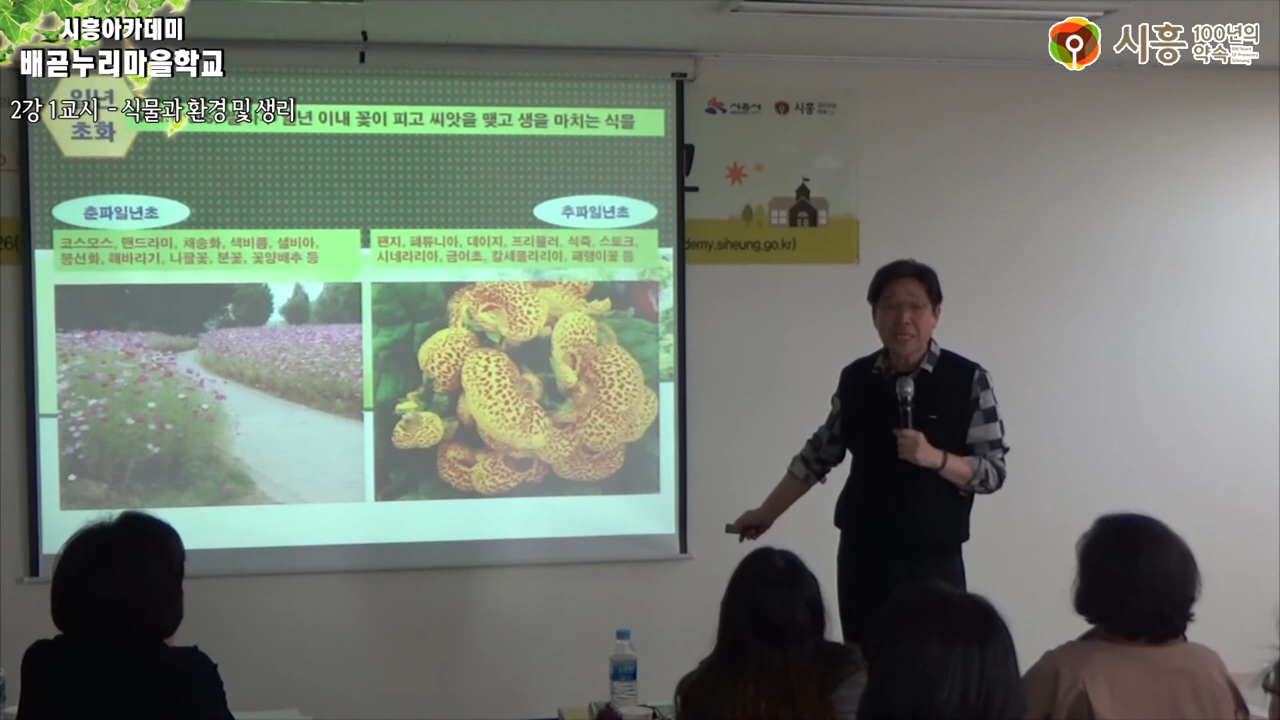 시흥아카데미
배곧누리마을학교
2강 1교시 - 식물과 환경 및 생리
시흥 100년의 약속
일년
초화
이내 꽃이 피고 씨앗을 맺고 생을 마치는 식물
춘파일년초
추파일년초
코스모스, 맨드라미, 채송화, 색비름, 샐비아,
봉선화, 해바라기, 나팔꽃, 분꽃, 꽃양배추 등
팬지, 페튜니아, 데이지, 프리뮬러, 석죽, 스토크,
시네라리아, 금어초, 칼세올라리아, 패랭이꽃 등
시흥시 시흥
demy.siheung.go.kr)